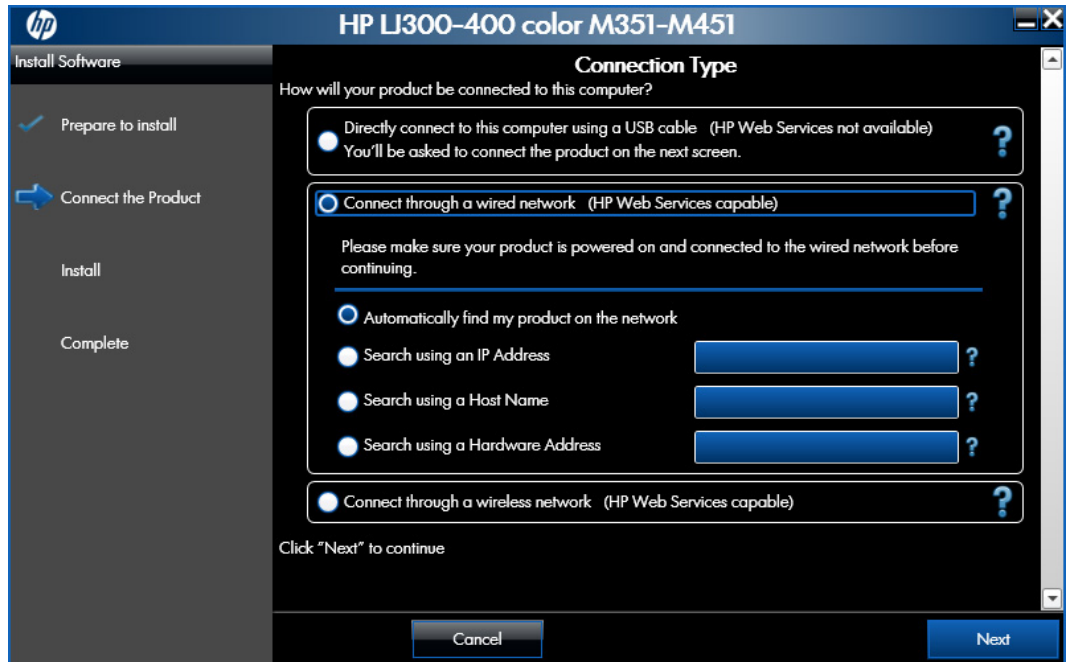 hp
HP LJ300-400 color M351-M451
Install Software
Prepare to install
Connect the Product
Install
Complete
Connection Type
How will your product be connected to this computer?
Directly connect to this computer using a USB cable (HP Web Services not available)
You'll be asked to connect the product on the next screen.
?
Connect through a wired network (HP Web Services capable)
?
Please make sure your product is powered on and connected to the wired network before
continuing.
Automatically find my product on the network
Search using an IP Address
?
Search using a Host Name
?
Search using a Hardware Address
?
Connect through a wireless network (HP Web Services capable)
?
Click "Next" to continue
Cancel
Next